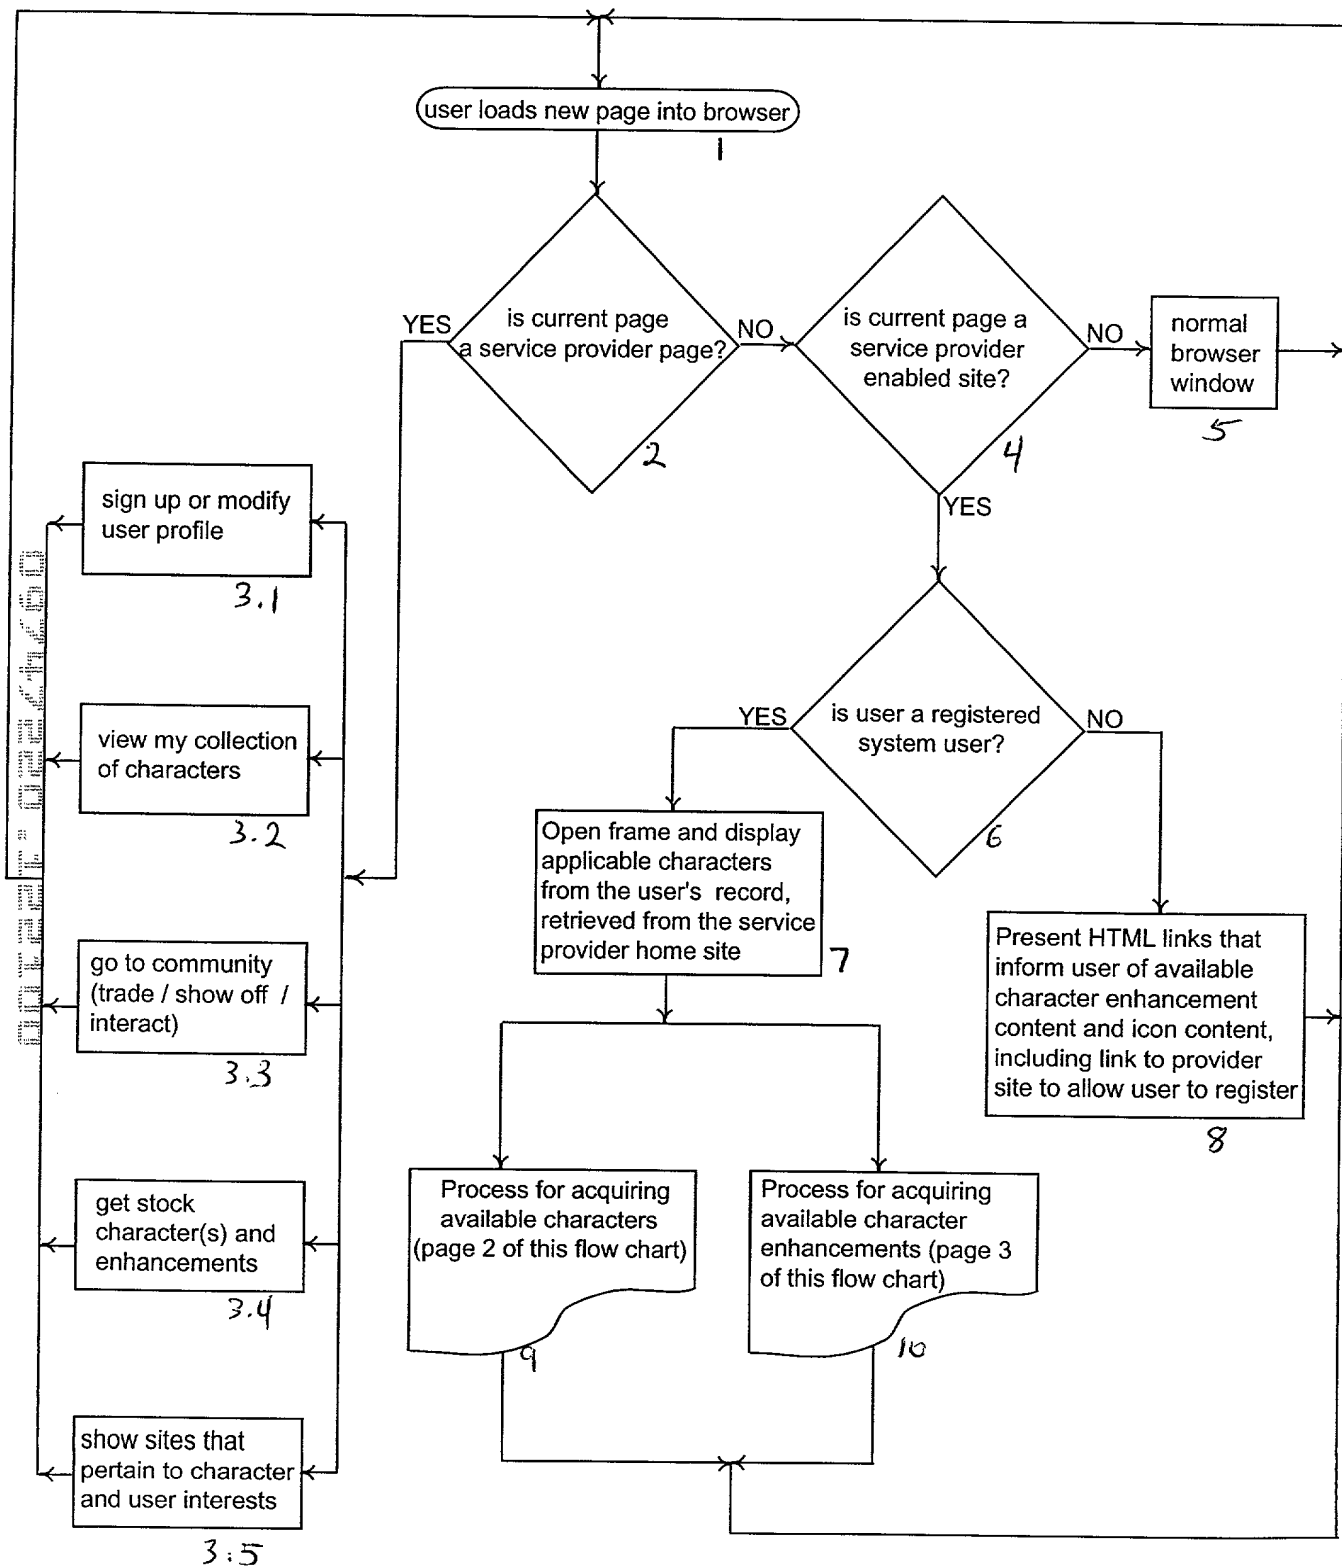 user loads new page into browser
1
YES
is current page
a service provider page?
NO
2
is current page a
service provider
enabled site?
NO
4
normal
browser
window
5
YES
sign up or modify
user profile
3.1
view my collection
of characters
3.2
go to community
(trade / show off /
interact)
3.3
get stock
character(s) and
enhancements
3.4
show sites that
pertain to character
and user interests
3.5
YES
is user a registered
system user?
NO
6
Open frame and display
applicable characters
from the user's record,
retrieved from the service
provider home site
7
Present HTML links that
inform user of available
character enhancement
content and icon content,
including link to provider
site to allow user to register
8
Process for acquiring
available characters
(page 2 of this flow chart)
9
Process for acquiring
available character
enhancements (page 3
of this flow chart)
10